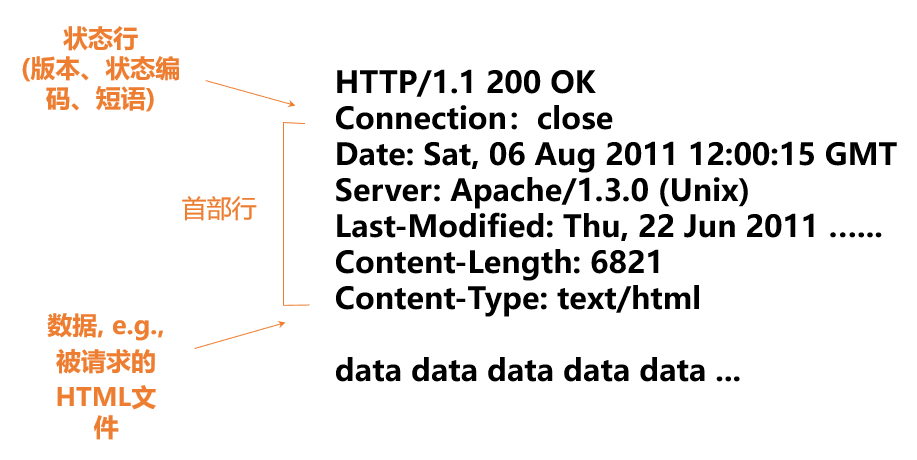 状态行
(版本、状态编
码、短语)
HTTP/1.1 200 OK
Connection：close
Date: Sat, 06 Aug 2011 12:00:15 GMT
Server: Apache/1.3.0 (Unix)
Last-Modified: Thu, 22 Jun 2011 …...
Content-Length: 6821
Content-Type: text/html
首部行
数据, e.g.,
被请求的
HTML文
件
data data data data data ...